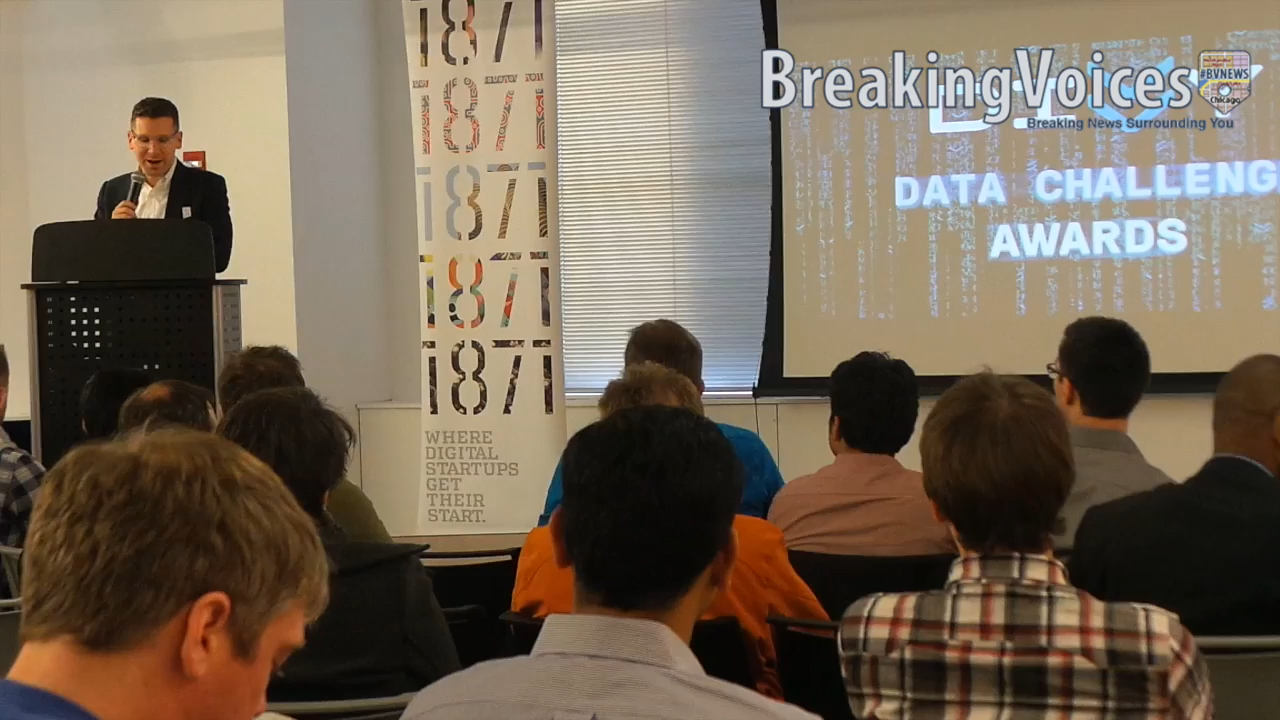 1871
1871
1871
1871
1871
WHERE
DIGITAL
STARTUPS
GET
THEIR
START.
BreakingVoices
#BVNEWS
Chicago
Breaking News Surrounding You
DATA CHALLENG
AWARDS